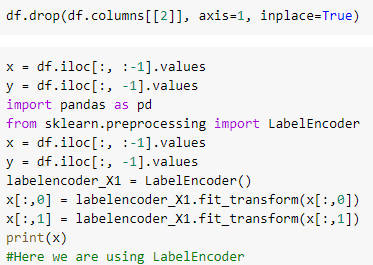 df.drop(df.columns[[2]], axis=1, inplace=True)
x = df.iloc[:, :-1].values
y = df.iloc[:, -1].values
import pandas as pd
from sklearn.preprocessing import LabelEncoder
x = df.iloc[:, :-1].values
y = df.iloc[:, -1].values
labelencoder_X1 = LabelEncoder()
x[:,0] = labelencoder_X1.fit_transform(x[:,0])
x[:,1] = labelencoder_X1.fit_transform(x[:,1])
print(x)
#Here we are using LabelEncoder